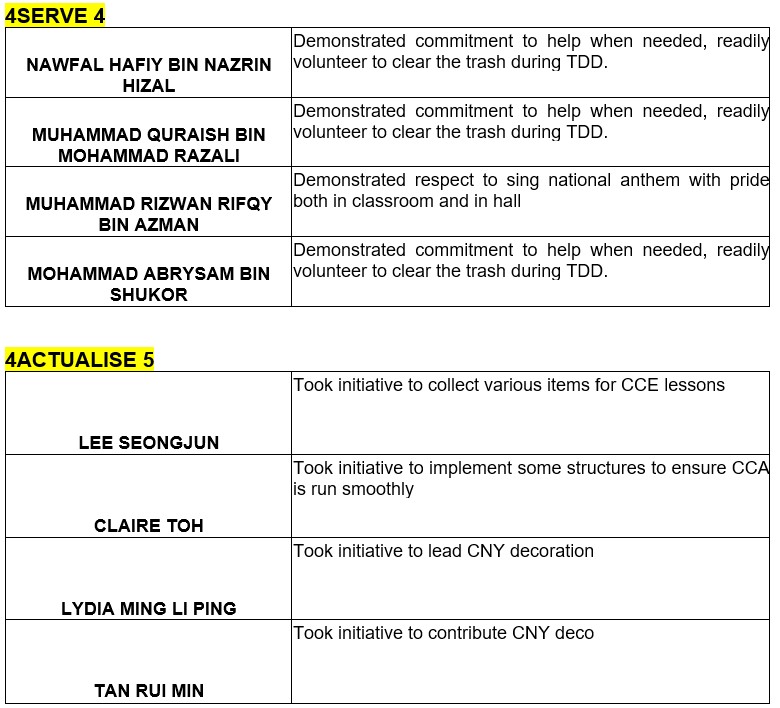 4SERVE 4
NAWFAL HAFIY BIN NAZRIN
HIZAL
Demonstrated commitment to help when needed, readily
volunteer to clear the trash during TDD.
MUHAMMAD QURAISH BIN
MOHAMMAD RAZALI
Demonstrated commitment to help when needed, readily
volunteer to clear the trash during TDD.
MUHAMMAD RIZWAN RIFQY
BIN AZMAN
Demonstrated respect to sing national anthem with pride
both in classroom and in hall
MOHAMMAD ABRYSAM BIN
SHUKOR
Demonstrated commitment to help when needed, readily
volunteer to clear the trash during TDD.
4ACTUALISE 5
LEE SEONGJUN
Took initiative to collect various items for CCE lessons
CLAIRE TOH
Took initiative to implement some structures to ensure CCA
is run smoothly
LYDIA MING LI PING
Took initiative to lead CNY decoration
TAN RUI MIN
Took initiative to contribute CNY deco